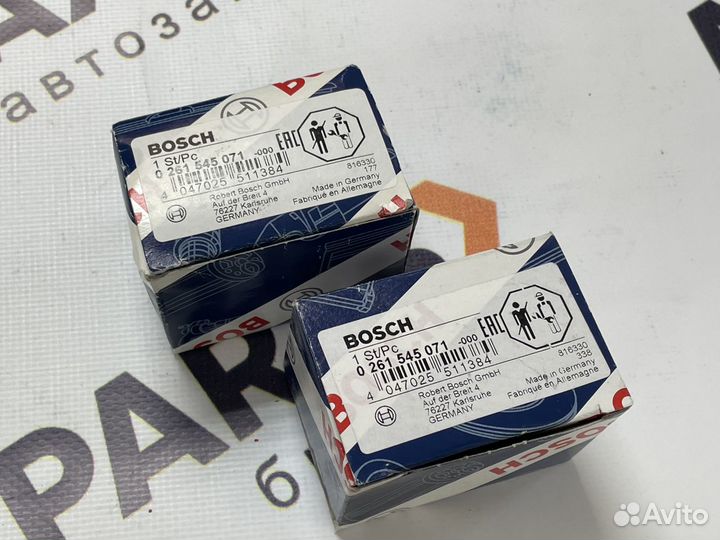 автоза
BOSCH
1 St/Pc
0 261 545 071 -000
4 047025 511384
EAC
Robert Bosch GmbH
Auf der Breit 4
76227 Karlsruhe
GERMANY
816330
177
Made in Germany
Fabriqué en Allemagne
BOSCH
1 St/Pc
0 261 545 071 -000
4 047025 511384
EAC
Robert Bosch GmbH
Auf der Breit 4
76227 Karlsruhe
GERMANY
816330
338
Made in Germany
Fabriqué en Allemagne
BOSCH
Avito